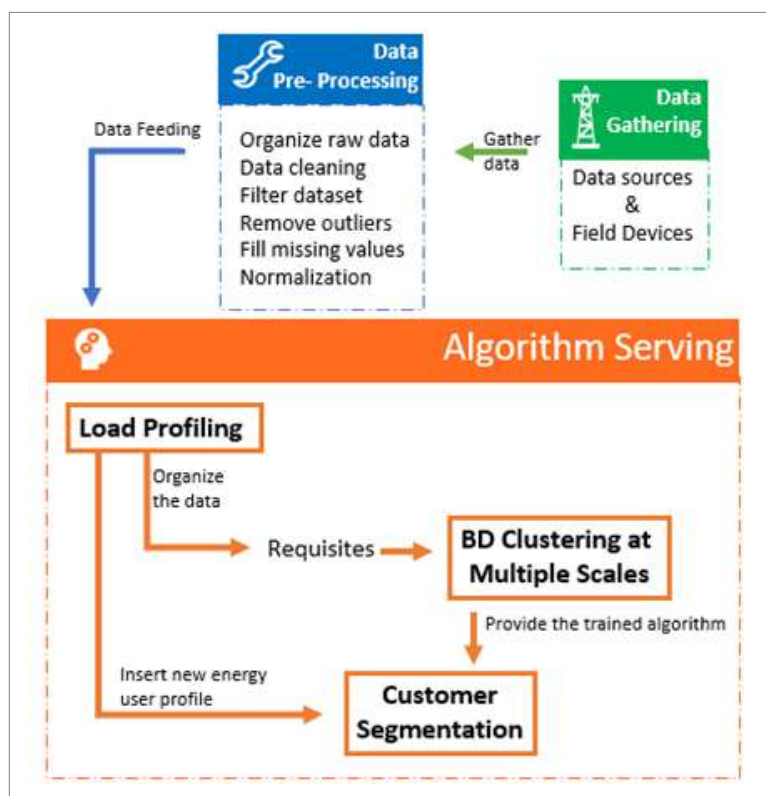 Data
Pre- Processing
Organize raw data
Data cleaning
Filter dataset
Remove outliers
Fill missing values
Normalization
Data
Gathering
Data sources
&
Field Devices
Gather
data
Data Feeding
Algorithm Serving
Load Profiling
Organize
the data
Requisites
BD Clustering at
Multiple Scales
Provide the trained algorithm
Insert new energy
user profile
Customer
Segmentation